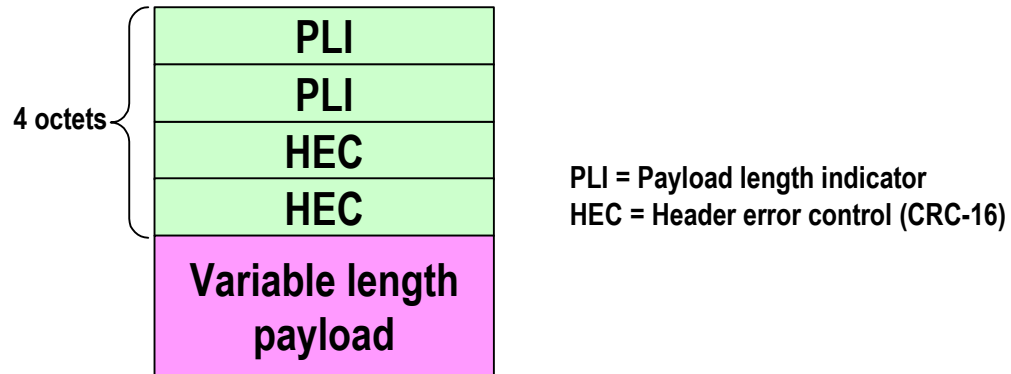 PLI
PLI
4 octets
HEC
HEC
Variable length
payload
PLI = Payload length indicator
HEC = Header error control (CRC-16)